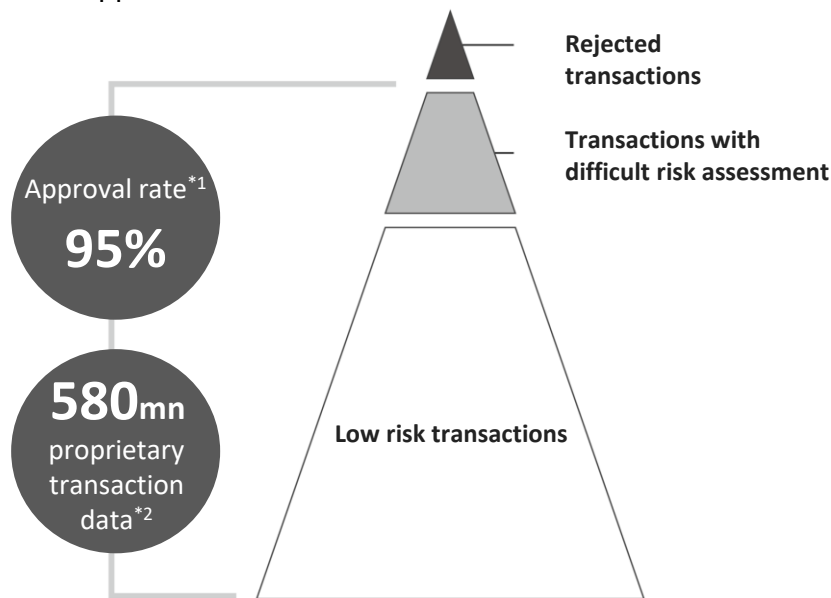 Rejected
transactions
Transactions with
difficult risk assessment
Approval rate*1
95%
580mn
proprietary
transaction
data*2
Low risk transactions